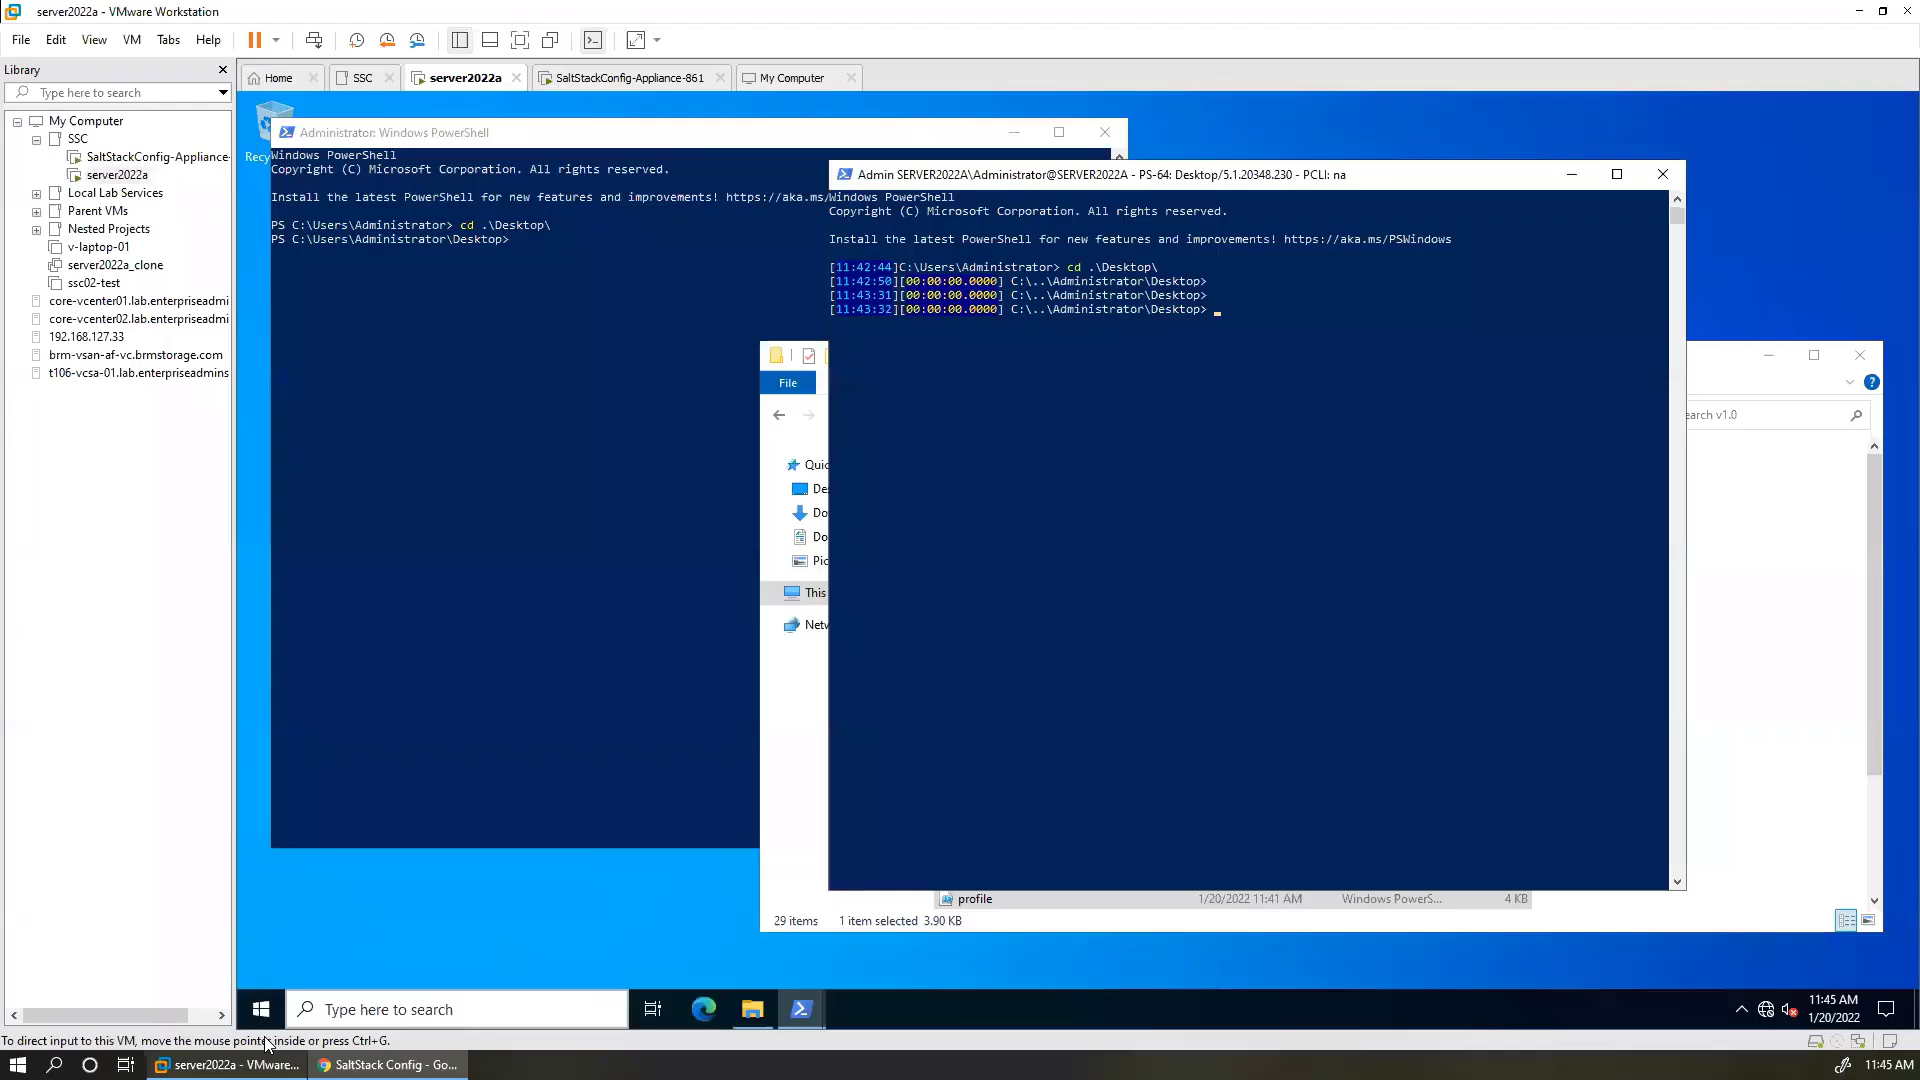 server2022a - VMware Workstation
File Edit View VM Tabs Help
Library
Type here to search
My Computer
SSC
SaltStackConfig-Appliance-
server2022a
Local Lab Services
Parent VMs
Nested Projects
v-laptop-01
server2022a_clone
ssc02-test
core-vcenter01.lab.enterpriseadmi
core-vcenter02.lab.enterpriseadmi
192.168.127.33
brm-vsan-af-vc.brmstorage.com
t106-vcsa-01.lab.enterpriseadmins
Home SSC server2022a SaltStackConfig-Appliance-861 My Computer
Recy
Administrator: Windows PowerShell
Windows PowerShell
Copyright (C) Microsoft Corporation. All rights reserved.
Install the latest PowerShell for new features and improvements! https://aka.ms/
PS C:\Users\Administrator> cd .\Desktop\
PS C:\Users\Administrator\Desktop>
Admin SERVER2022A\Administrator@SERVER2022A - PS-64: Desktop/5.1.20348.230 - PCLI: na
Windows PowerShell
Copyright (C) Microsoft Corporation. All rights reserved.
Install the latest PowerShell for new features and improvements! https://aka.ms/PSWindows
[11:42:44]C:\Users\Administrator> cd .\Desktop\
[11:42:50][00:00:00.0000] C:\..\Administrator\Desktop>
[11:43:31][00:00:00.0000] C:\..\Administrator\Desktop>
[11:43:32][00:00:00.0000] C:\..\Administrator\Desktop>
File
earch v1.0
Quic
Des
Do
Do
Pic
This
Netw
profile 1/20/2022 11:41 AM Windows PowerS... 4 KB
29 items 1 item selected 3.90 KB
Type here to search
11:45 AM
1/20/2022
To direct input to this VM, move the mouse pointer inside or press Ctrl+G.
server2022a - VMware...
SaltStack Config - Go...
11:45 AM